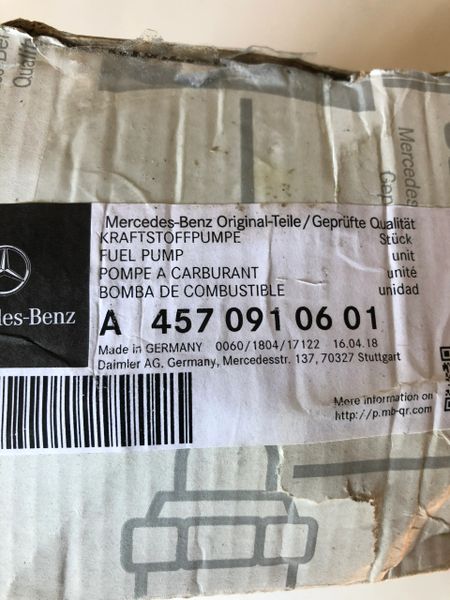 Qualit
Mercedes
Gep
Mercedes-Benz Original-Teile/Geprüfte Qualität
KRAFTSTOFFPUMPE Stück
FUEL PUMP unit
POMPE A CARBURANT unité
BOMBA DE COMBUSTIBLE unidad
des-Benz
A 457 091 06 01
Made in GERMANY 0060/1804/17122 16.04.18
Daimler AG, Germany, Mercedesstr. 137, 70327 Stuttgart
More information on
http://p.mb-qr.com